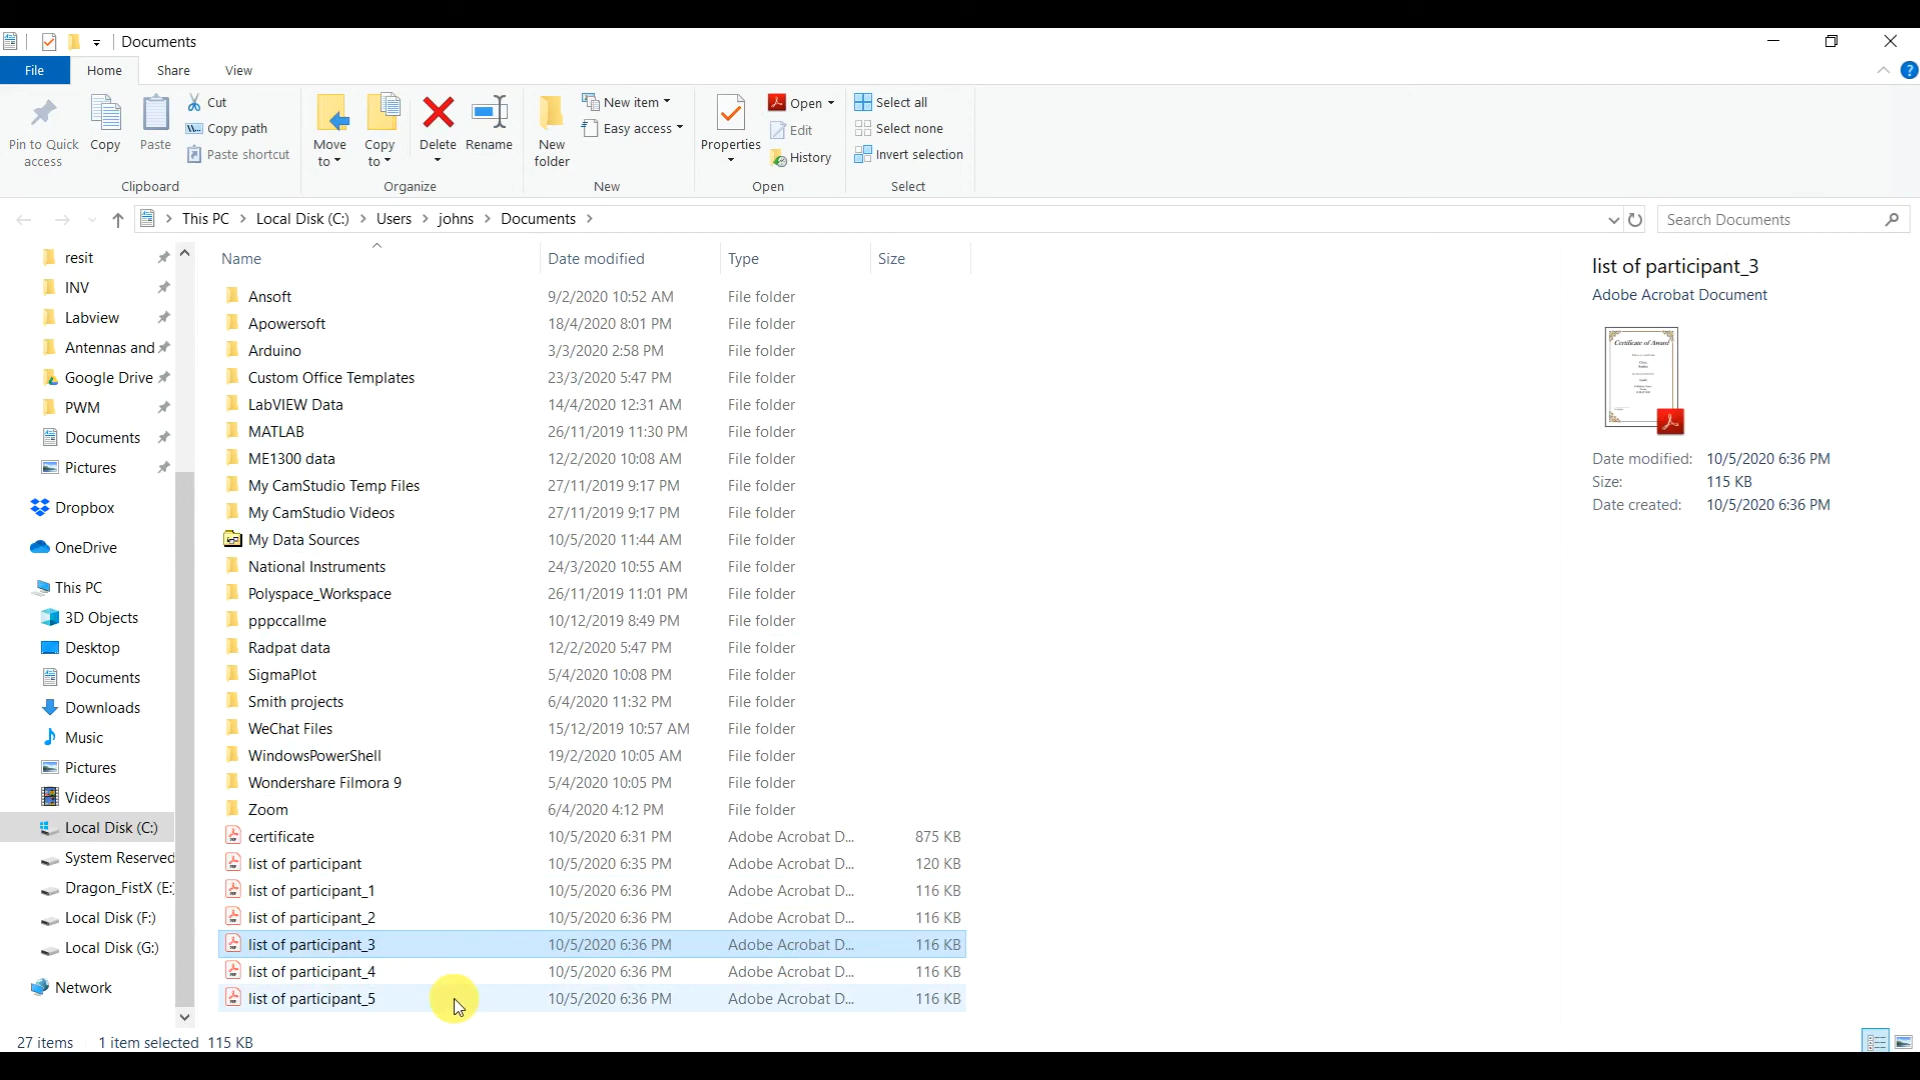 Documents
File Home Share View
Pin to Quick access
Copy
Paste
Cut
Copy path
Paste shortcut
Clipboard
Move to
Copy to
Delete
Rename
Organize
New folder
New item
Easy access
New
Properties
Open
Edit
History
Open
Select all
Select none
Invert selection
Select
This PC Local Disk (C:) Users johns Documents
Search Documents
resit
INV
Labview
Antennas and
Google Drive
PWM
Documents
Pictures
Dropbox
OneDrive
This PC
3D Objects
Desktop
Documents
Downloads
Music
Pictures
Videos
Local Disk (C:)
System Reserved
Dragon_FistX (E:
Local Disk (F:)
Local Disk (G:)
Network
Name Date modified Type Size
Ansoft 9/2/2020 10:52 AM File folder
Apowersoft 18/4/2020 8:01 PM File folder
Arduino 3/3/2020 2:58 PM File folder
Custom Office Templates 23/3/2020 5:47 PM File folder
LabVIEW Data 14/4/2020 12:31 AM File folder
MATLAB 26/11/2019 11:30 PM File folder
ME1300 data 12/2/2020 10:08 AM File folder
My CamStudio Temp Files 27/11/2019 9:17 PM File folder
My CamStudio Videos 27/11/2019 9:17 PM File folder
My Data Sources 10/5/2020 11:44 AM File folder
National Instruments 24/3/2020 10:55 AM File folder
Polyspace_Workspace 26/11/2019 11:01 PM File folder
pppccallme 10/12/2019 8:49 PM File folder
Radpat data 12/2/2020 5:47 PM File folder
SigmaPlot 5/4/2020 10:08 PM File folder
Smith projects 6/4/2020 11:32 PM File folder
WeChat Files 15/12/2019 10:57 AM File folder
WindowsPowerShell 19/2/2020 10:05 AM File folder
Wondershare Filmora 9 5/4/2020 10:05 PM File folder
Zoom 6/4/2020 4:12 PM File folder
certificate 10/5/2020 6:31 PM Adobe Acrobat D... 875 KB
list of participant 10/5/2020 6:35 PM Adobe Acrobat D... 120 KB
list of participant_1 10/5/2020 6:36 PM Adobe Acrobat D... 116 KB
list of participant_2 10/5/2020 6:36 PM Adobe Acrobat D... 116 KB
list of participant_3 10/5/2020 6:36 PM Adobe Acrobat D... 116 KB
list of participant_4 10/5/2020 6:36 PM Adobe Acrobat D... 116 KB
list of participant_5 10/5/2020 6:36 PM Adobe Acrobat D... 116 KB
list of participant_3
Adobe Acrobat Document
Certificate of Award
Date modified: 10/5/2020 6:36 PM
Size: 115 KB
Date created: 10/5/2020 6:36 PM
27 items 1 item selected 115 KB